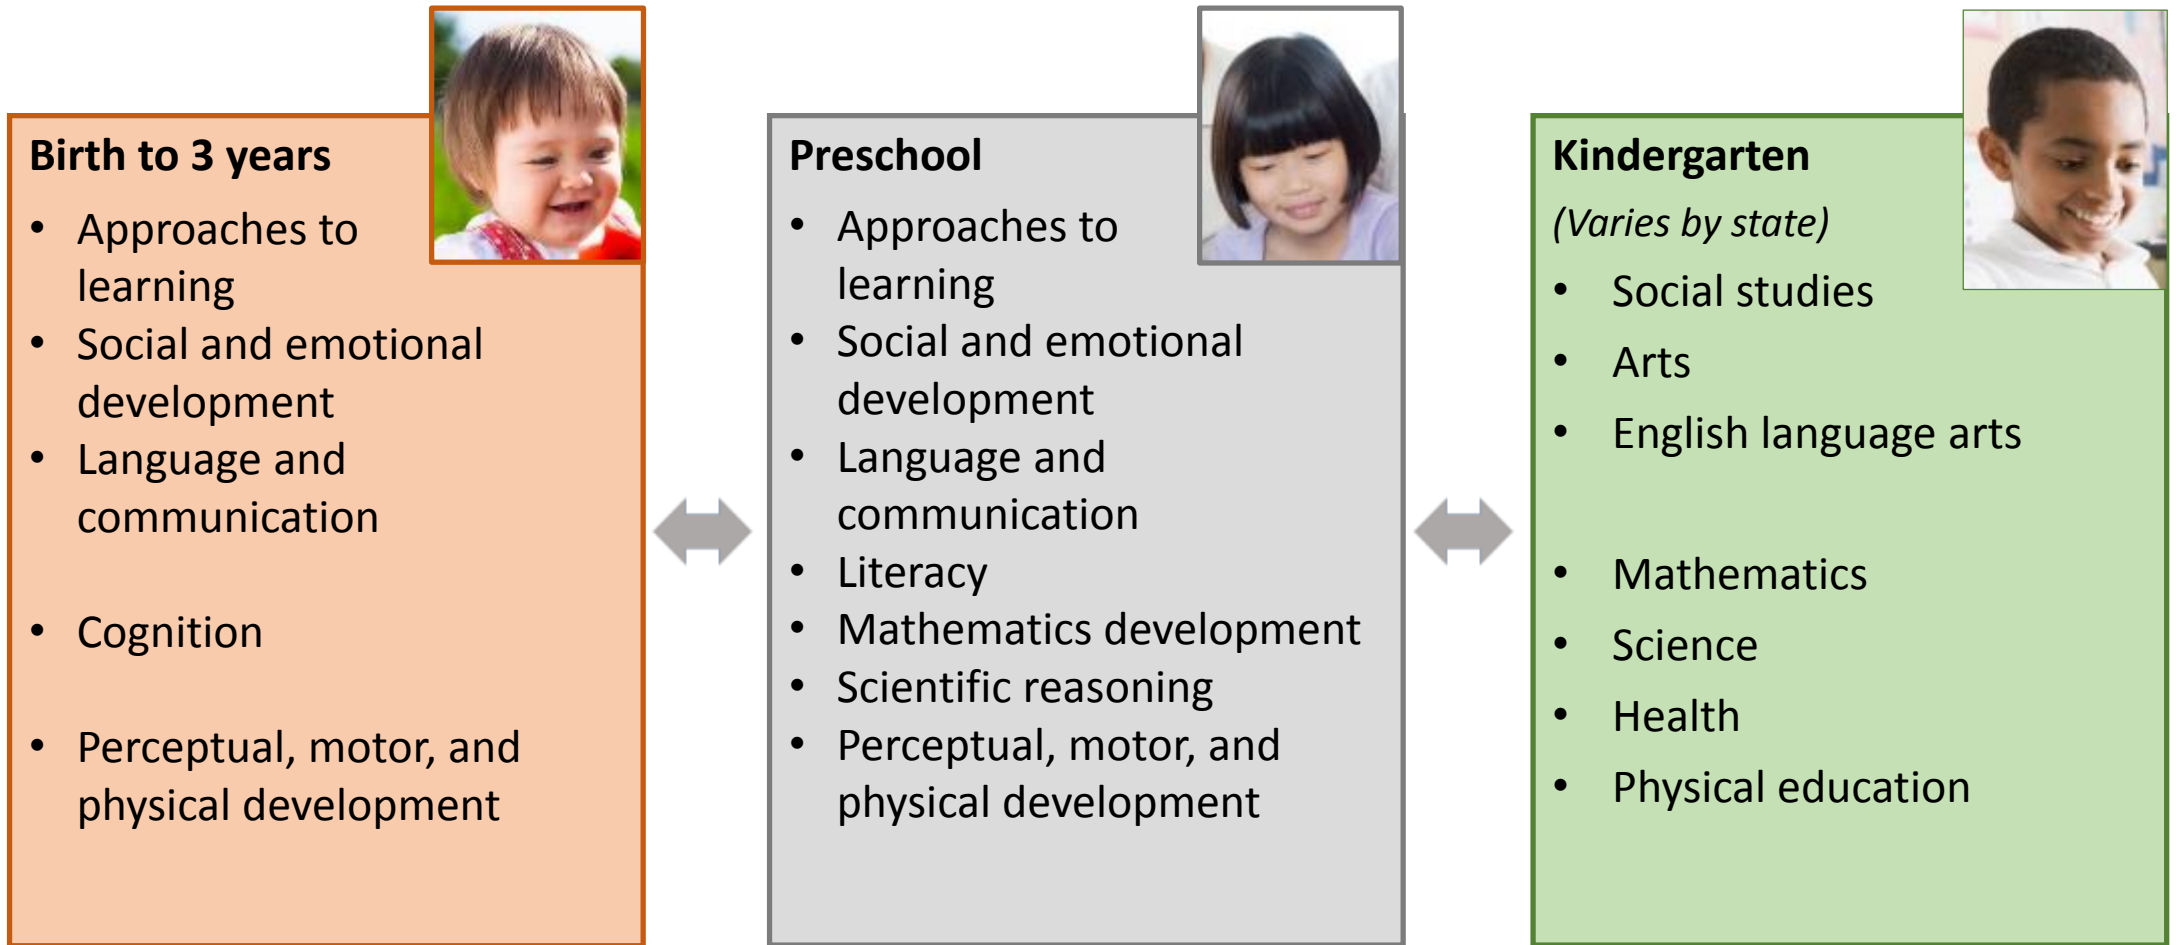 Birth to 3 years
• Approaches to
learning
• Social and emotional
development
• Language and
communication
• Cognition
• Perceptual, motor, and
physical development
Preschool
• Approaches to
learning
• Social and emotional
development
• Language and
communication
• Literacy
• Mathematics development
• Scientific reasoning
• Perceptual, motor, and
physical development
Kindergarten
(Varies by state)
• Social studies
• Arts
• English language arts
• Mathematics
• Science
• Health
• Physical education